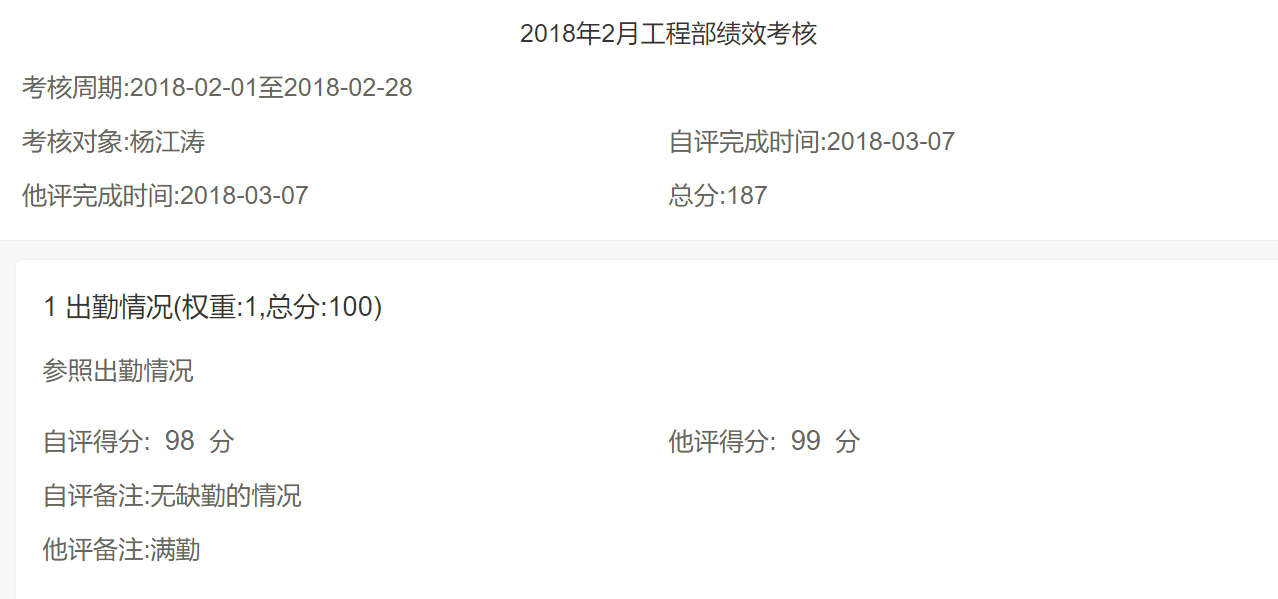 2018年2月工程部绩效考核
考核周期:2018-02-01至2018-02-28
考核对象:杨江涛
自评完成时间:2018-03-07
他评完成时间:2018-03-07
总分:187
1 出勤情况(权重:1,总分:100)
参照出勤情况
自评得分: 98 分
他评得分: 99 分
自评备注:无缺勤的情况
他评备注:满勤